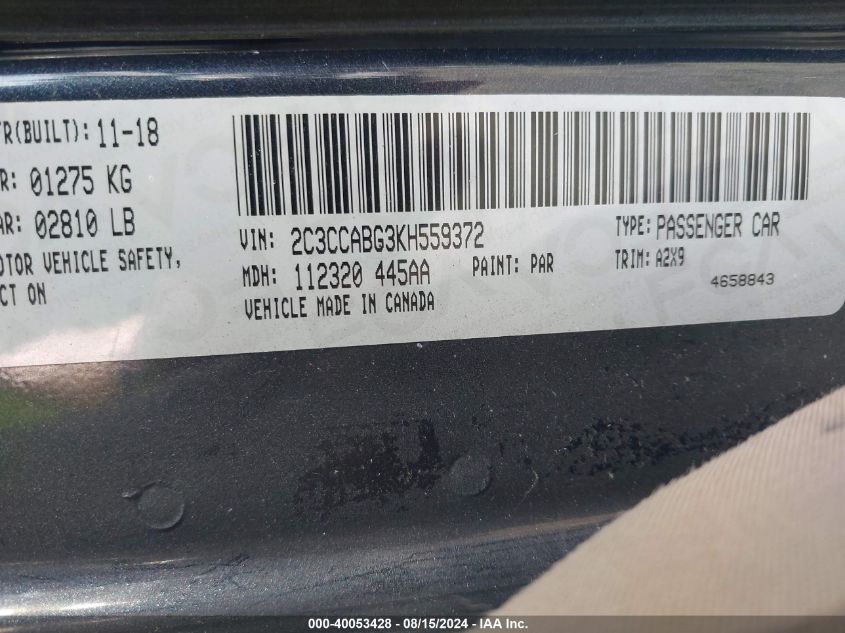 TR(BUILT): 11-18
R: 01275 KG
AR: 02810 LB
OTOR VEHICLE SAFETY,
CT ON
VIN: 2C3CCABG3KH559372
TYPE: PASSENGER CAR
MDH: 112320 445AA
PAINT: PAR
TRIM: A2X9
VEHICLE MADE IN CANADA
4658843
000-40053428 - 08/15/2024 - IAA Inc.